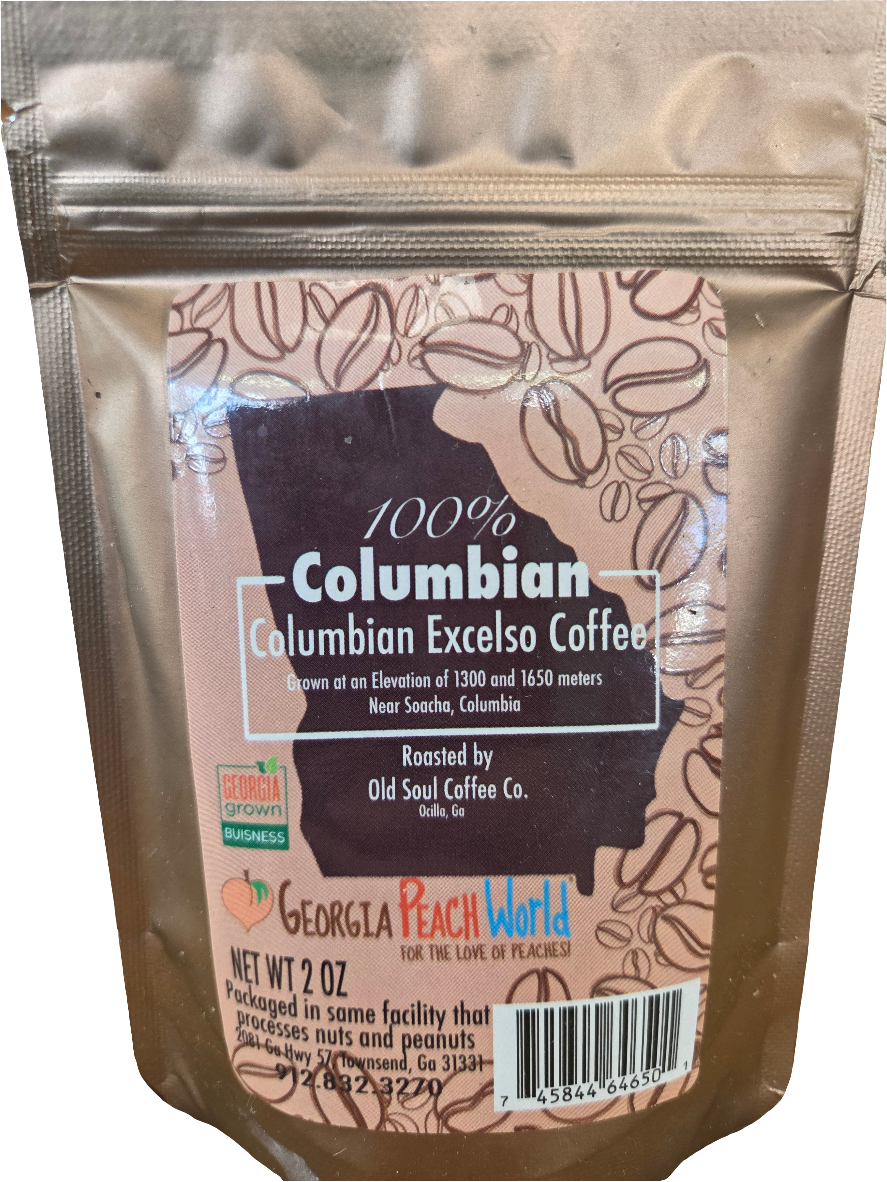 100%
Columbian
Columbian Excelso Coffee
Grown at an Elevation of 1300 and 1650 meters
Near Soacha, Columbia
Roasted by
Old Soul Coffee Co.
Ocilla, Ga
GEORGIA
grown
BUISNESS
GEORGIA PEACH World
FOR THE LOVE OF PEACHES!
NET WT 2 OZ
Packaged in same facility that
processes nuts and peanuts
2081 Ga Hwy 57, Townsend, Ga 31331
912.832.3270
7 45844 64650 1